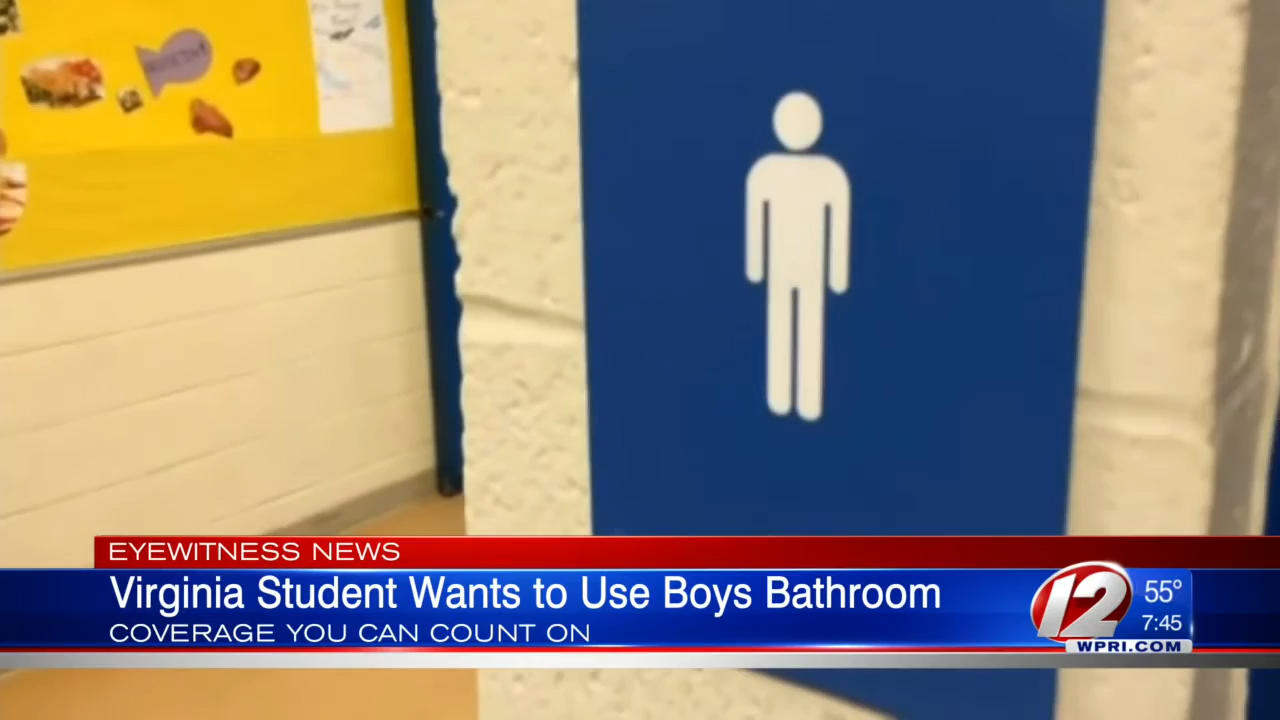 EYEWITNESS NEWS
Virginia Student Wants to Use Boys Bathroom
COVERAGE YOU CAN COUNT ON
12
55°
7:45
WPRI.COM